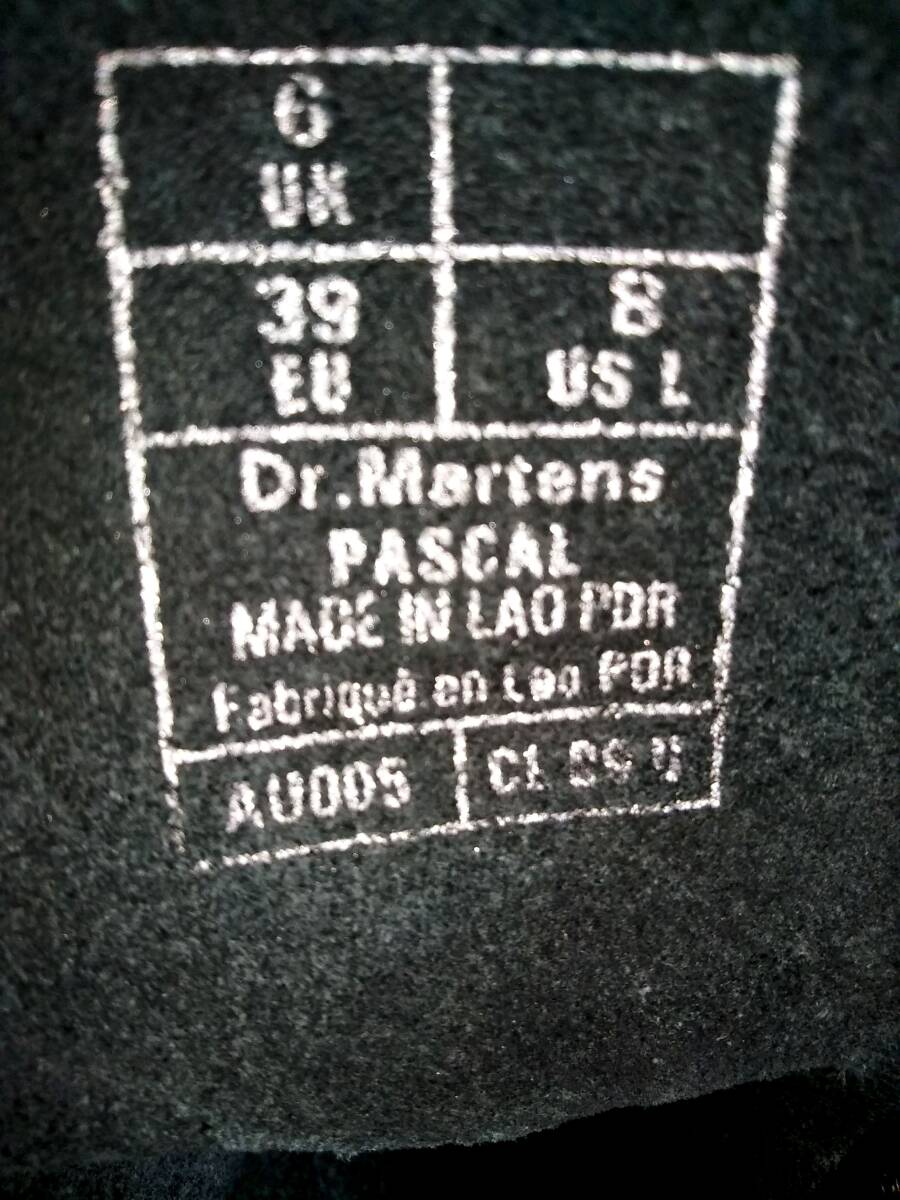 6
UK
39
EU
8
US L
Dr.Martens
PASCAL
MADE IN LAO PDR
Fabriqué en Lao PDR
AU005